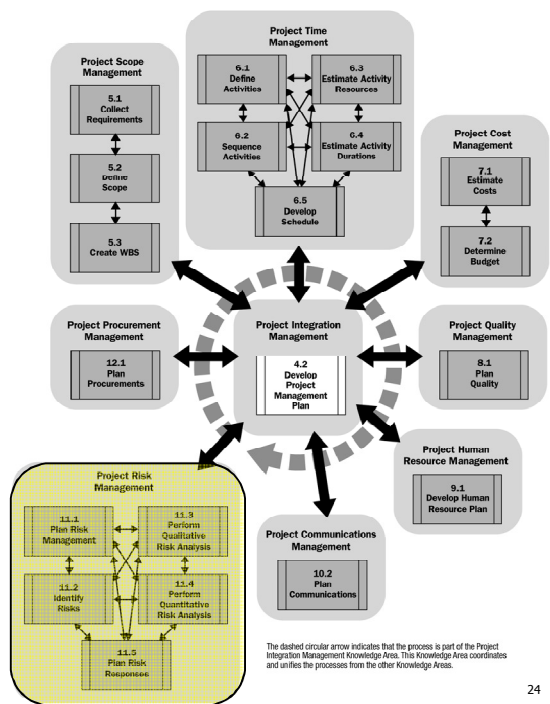 Project Time
Management
6.1
Define
Activities
6.3
Estimate Activity
Resources
6.2
Sequence
Activities
6.4
Estimate Activity
Durations
6.5
Develop
Schedule
Project Scope
Management
5.1
Collect
Requirements
5.2
Define
Scope
5.3
Create WBS
Project Cost
Management
7.1
Estimate
Costs
7.2
Determine
Budget
Project Procurement
Management
12.1
Plan
Procurements
Project Integration
Management
4.2
Develop
Project
Management
Plan
Project Quality
Management
8.1
Plan
Quality
Project Human
Resource Management
9.1
Develop Human
Resource Plan
Project Risk
Management
11.1
Plan Risk
Management
11.3
Perform
Qualitative
Risk Analysis
11.2
Identify
Risks
11.4
Perform
Quantitative
Risk Analysis
11.5
Plan Risk
Responses
Project Communications
Management
10.2
Plan
Communications
The dashed circular arrow indicates that the process is part of the Project
Integration Management Knowledge Area. This Knowledge Area coordinates
and unifies the processes from the other Knowledge Areas.
24